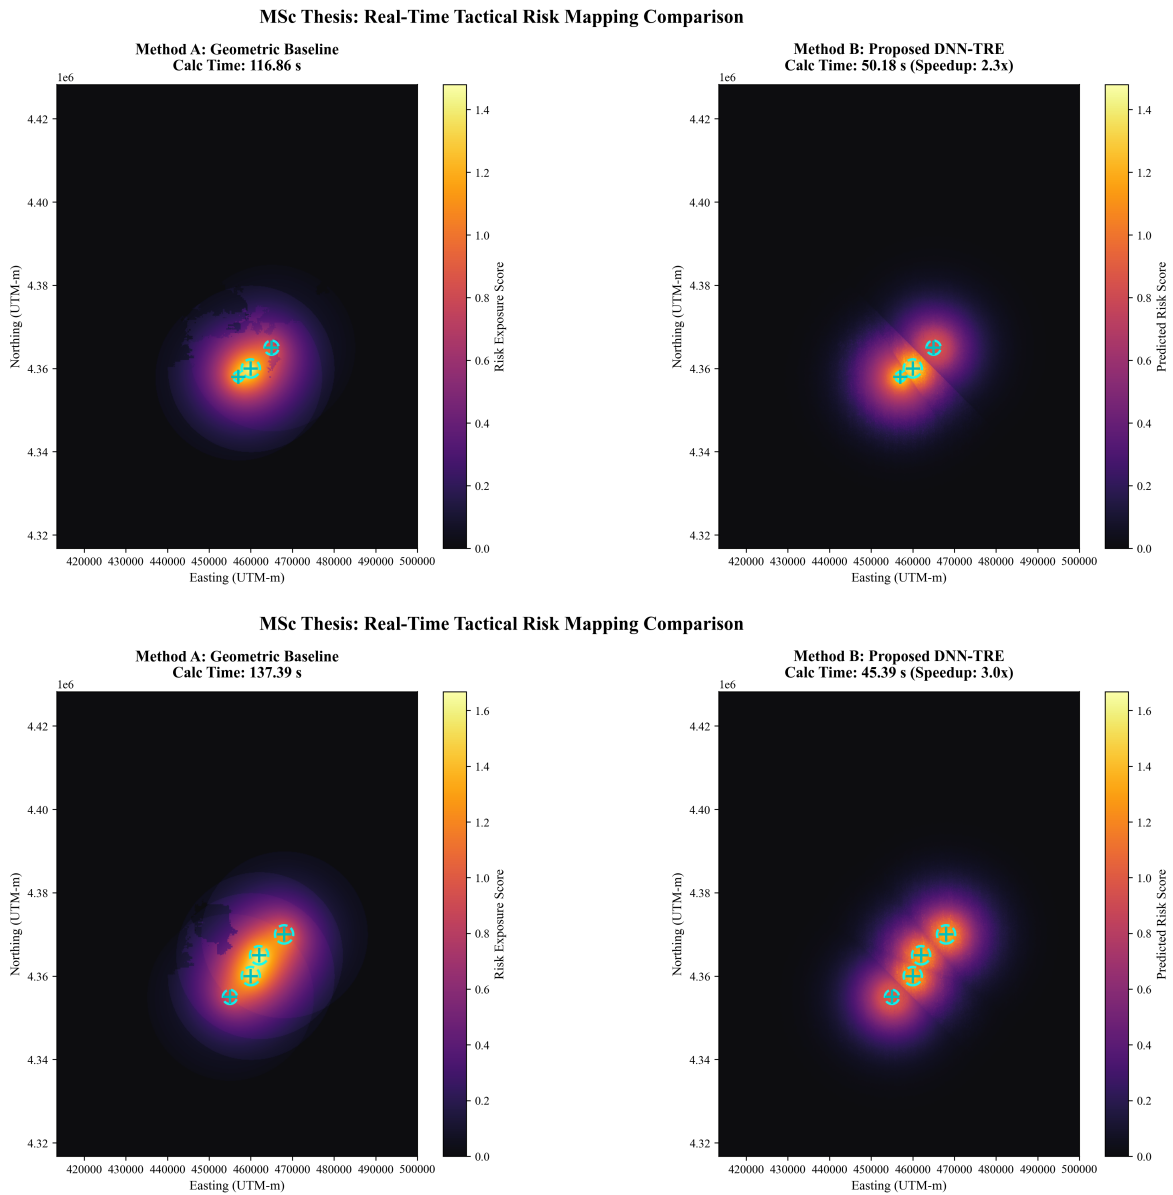 MSc Thesis: Real-Time Tactical Risk Mapping Comparison
Method A: Geometric Baseline
Calc Time: 116.86 s
1e6
4.42
4.40
4.38
4.36
4.34
4.32
Northing (UTM-m)
420000 430000 440000 450000 460000 470000 480000 490000 500000
Easting (UTM-m)
1.4
1.2
1.0
0.8
0.6
0.4
0.2
0.0
Risk Exposure Score
Method B: Proposed DNN-TRE
Calc Time: 50.18 s (Speedup: 2.3x)
1e6
4.42
4.40
4.38
4.36
4.34
4.32
Northing (UTM-m)
420000 430000 440000 450000 460000 470000 480000 490000 500000
Easting (UTM-m)
1.4
1.2
1.0
0.8
0.6
0.4
0.2
0.0
Predicted Risk Score
MSc Thesis: Real-Time Tactical Risk Mapping Comparison
Method A: Geometric Baseline
Calc Time: 137.39 s
1e6
4.42
4.40
4.38
4.36
4.34
4.32
Northing (UTM-m)
420000 430000 440000 450000 460000 470000 480000 490000 500000
Easting (UTM-m)
1.6
1.4
1.2
1.0
0.8
0.6
0.4
0.2
0.0
Risk Exposure Score
Method B: Proposed DNN-TRE
Calc Time: 45.39 s (Speedup: 3.0x)
1e6
4.42
4.40
4.38
4.36
4.34
4.32
Northing (UTM-m)
420000 430000 440000 450000 460000 470000 480000 490000 500000
Easting (UTM-m)
1.6
1.4
1.2
1.0
0.8
0.6
0.4
0.2
0.0
Predicted Risk Score